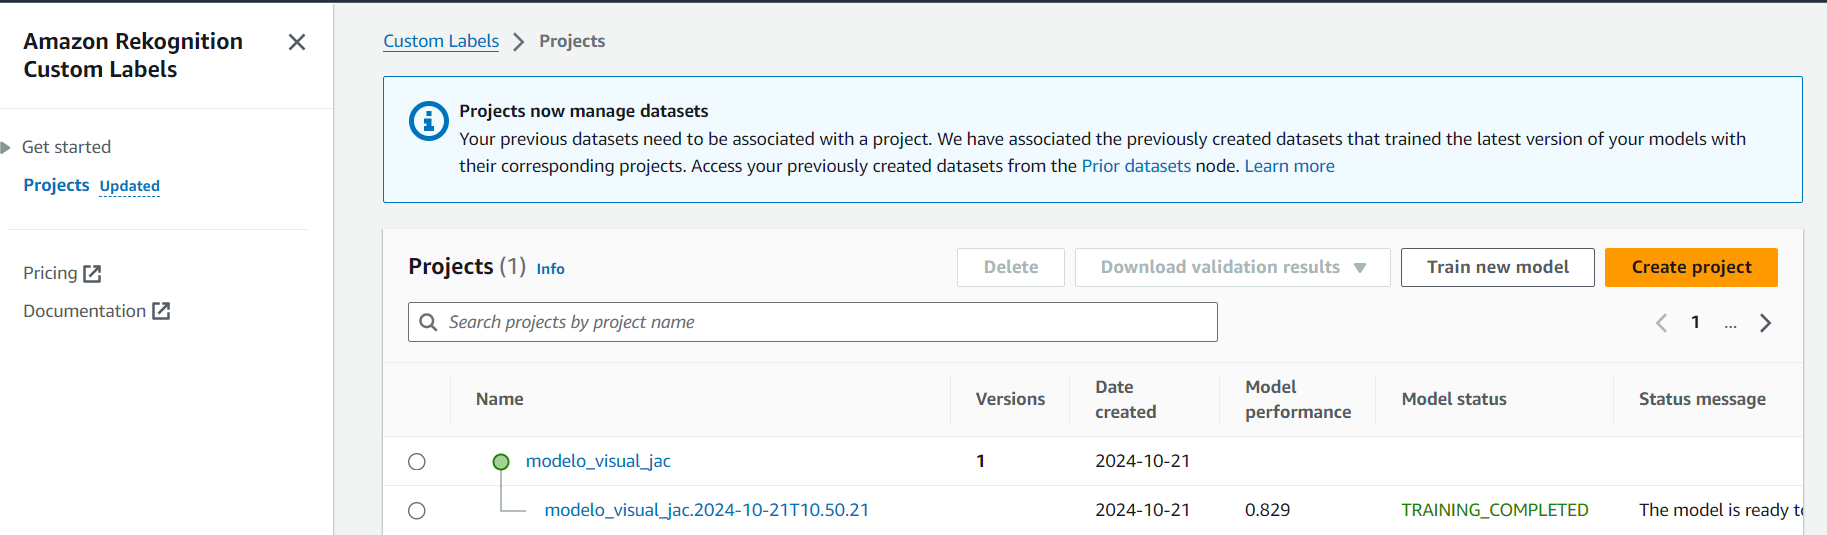 Amazon Rekognition
Custom Labels
Get started
Projects Updated
Pricing
Documentation
Custom Labels Projects
Projects now manage datasets
Your previous datasets need to be associated with a project. We have associated the previously created datasets that trained the latest version of your models with
their corresponding projects. Access your previously created datasets from the Prior datasets node. Learn more
Projects (1) Info
Delete
Download validation results
Train new model
Create project
Search projects by project name
1 ...
Name
Versions
Date
created
Model
performance
Model status
Status message
modelo_visual_jac 1 2024-10-21
modelo_visual_jac.2024-10-21T10.50.21 2024-10-21 0.829 TRAINING_COMPLETED The model is ready